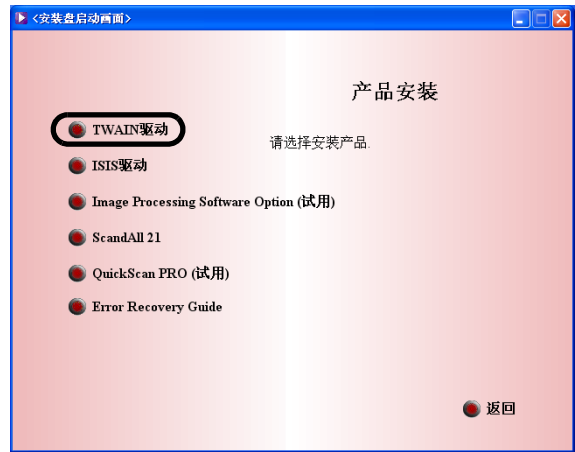 <安装盘启动画面>
产品安装
TWAIN驱动
请选择安装产品.
ISIS驱动
Image Processing Software Option (试用)
ScandAll 21
QuickScan PRO (试用)
Error Recovery Guide
返回